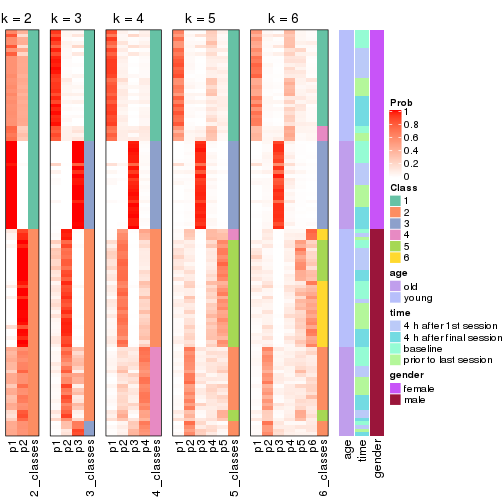 k = 2 k = 3 k = 4 k = 5 k = 6
Prob
1
0.8
0.6
0.4
0.2
0
Class
1
2
3
4
5
6
age
old
young
time
4 h after 1st session
4 h after final session
baseline
prior to last session
gender
female
male
p1 p2 2_classes p1 p2 p3 3_classes p1 p2 p3 p4 4_classes p1 p2 p3 p4 p5 5_classes p1 p2 p3 p4 p5 p6 6_classes age time gender